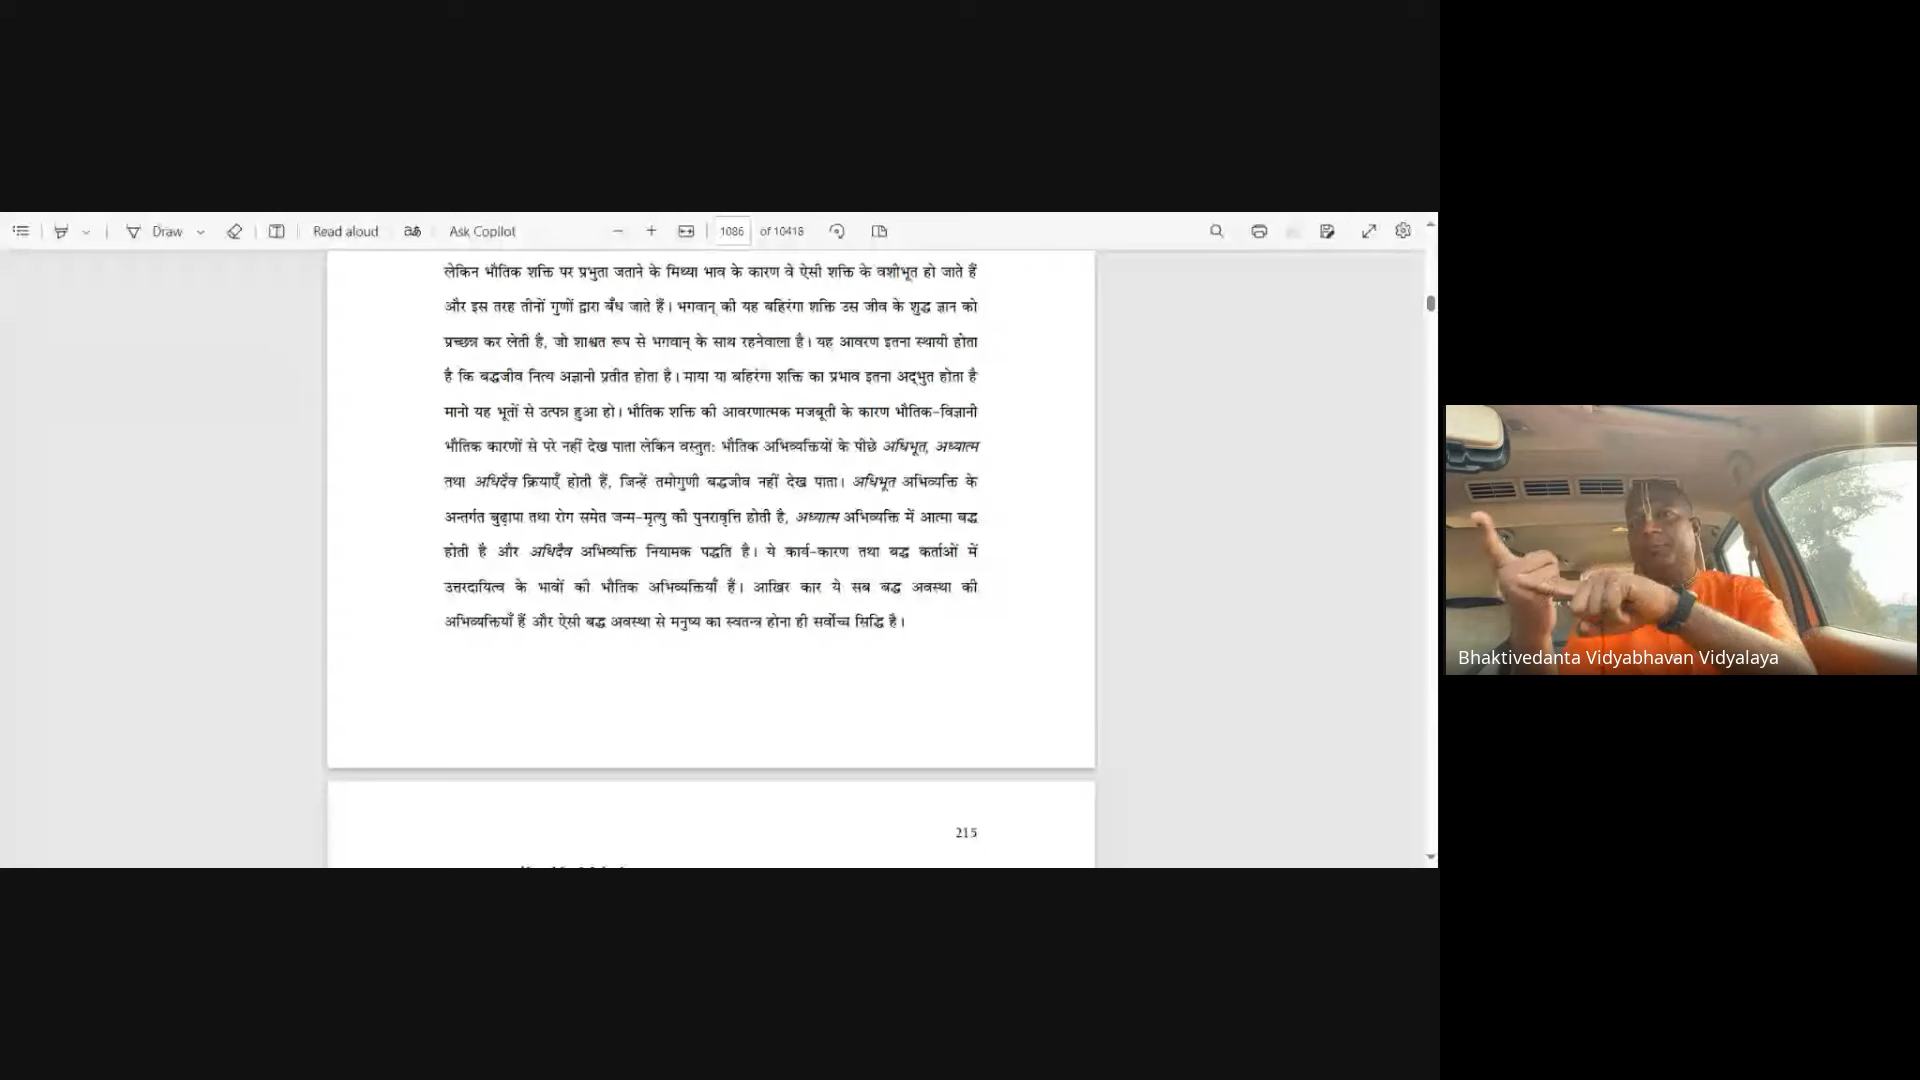 Draw
Read aloud
aあ
Ask Copilot
1086 of 10418
लेकिन भौतिक शक्ति पर प्रभुता जताने के मिथ्या भाव के कारण वे ऐसी शक्ति के वशीभूत हो जाते हैं
और इस तरह तीनों गुणों द्वारा बँध जाते हैं। भगवान् की यह बहिरंगा शक्ति उस जीव के शुद्ध ज्ञान को
प्रच्छन्न कर लेती है, जो शाश्वत रूप से भगवान् के साथ रहनेवाला है। यह आवरण इतना स्थायी होता
है कि बद्धजीव नित्य अज्ञानी प्रतीत होता है। माया या बहिरंगा शक्ति का प्रभाव इतना अद्भुत होता है
मानो यह भूतों से उत्पन्न हुआ हो। भौतिक शक्ति की आवरणात्मक मजबूती के कारण भौतिक-विज्ञानी
भौतिक कारणों से परे नहीं देख पाता लेकिन वस्तुत: भौतिक अभिव्यक्तियों के पीछे अधिभूत, अध्यात्म
तथा अधिदैव क्रियाएँ होती हैं, जिन्हें तमोगुणी बद्धजीव नहीं देख पाता। अधिभूत अभिव्यक्ति के
अन्तर्गत बुढ़ापा तथा रोग समेत जन्म-मृत्यु की पुनरावृत्ति होती है, अध्यात्म अभिव्यक्ति में आत्मा बद्ध
होती है और अधिदैव अभिव्यक्ति नियामक पद्धति है। ये कार्य-कारण तथा बद्ध कर्ताओं में
उत्तरदायित्व के भावों की भौतिक अभिव्यक्तियाँ हैं। आखिर कार ये सब बद्ध अवस्था की
अभिव्यक्तियाँ हैं और ऐसी बद्ध अवस्था से मनुष्य का स्वतन्त्र होना ही सर्वोच्च सिद्धि है।
215
Bhaktivedanta Vidyabhavan Vidyalaya